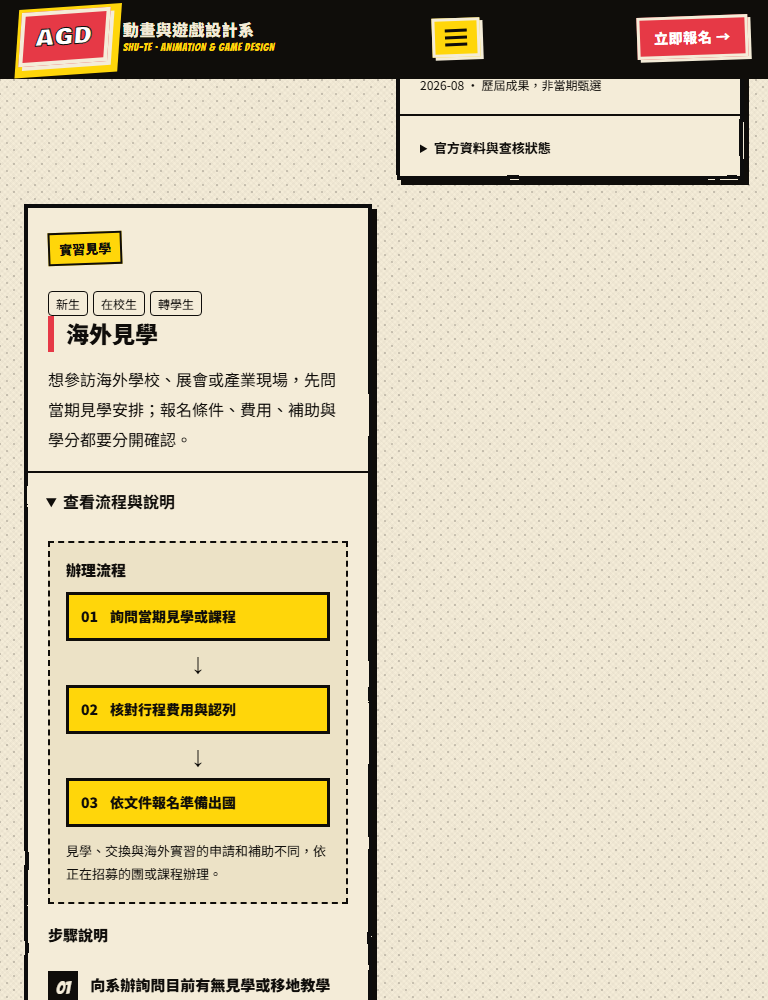 AGD
動畫與遊戲設計系
SHU-TE · ANIMATION & GAME DESIGN
立即報名 →
2026-08 · 歷屆成果，非當期甄選
▶ 官方資料與查核狀態
實習見學
新生 在校生 轉學生
海外見學
想參訪海外學校、展會或產業現場，先問
當期見學安排；報名條件、費用、補助與
學分都要分開確認。
▼ 查看流程與說明
辦理流程
01 詢問當期見學或課程
↓
02 核對行程費用與認列
↓
03 依文件報名準備出國
見學、交換與海外實習的申請和補助不同，依
正在招募的團或課程辦理。
步驟說明
01 向系辦詢問目前有無見學或移地教學